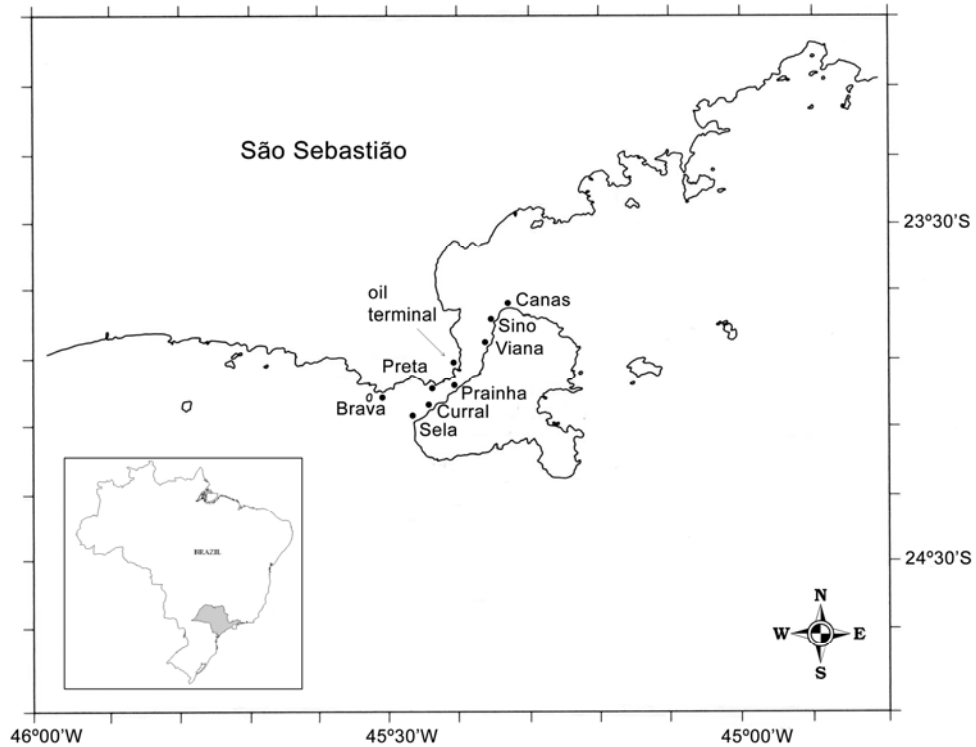 São Sebastião
23°30'S
oil
terminal
Canas
Sino
Viana
Preta
Prainha
Brava
Curral
Sela
BRAZIL
24°30'S
N
W
E
S
46°00'W
45°30'W
45°00'W